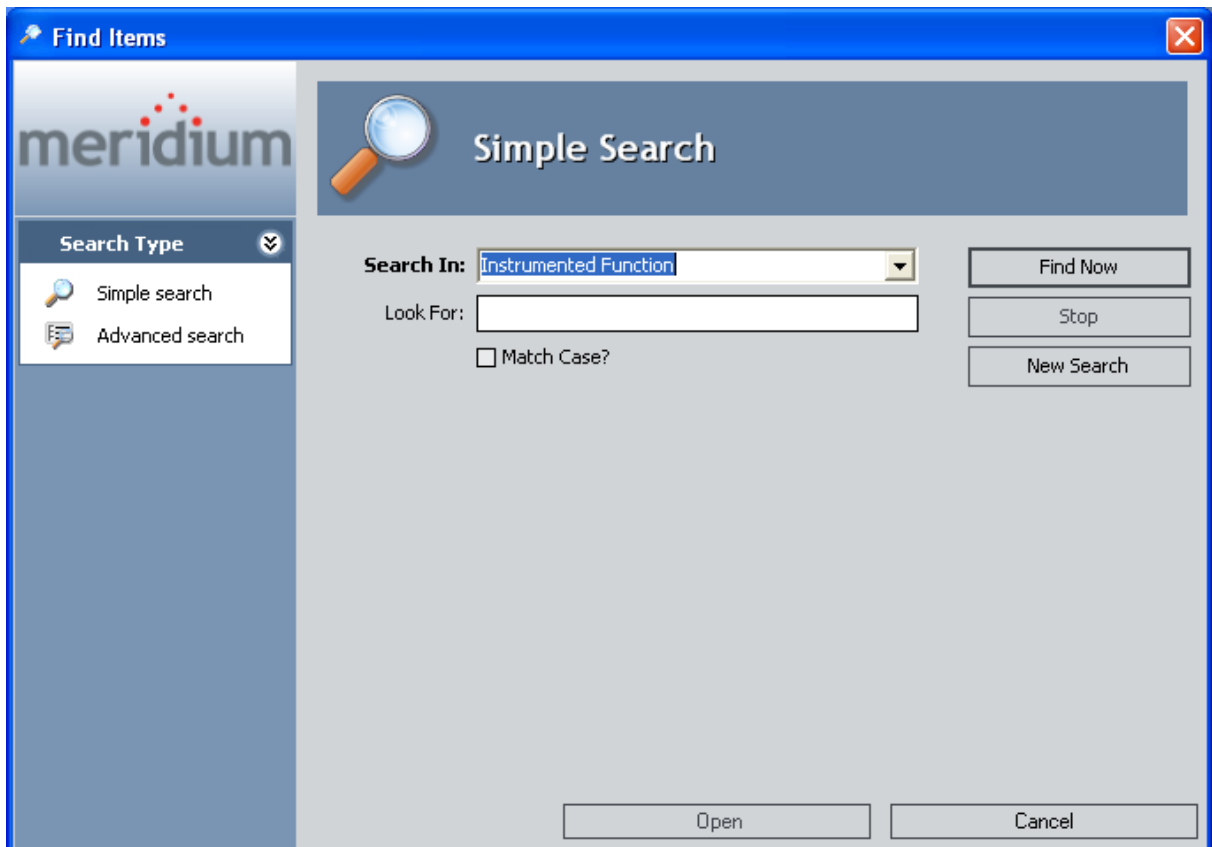 Find Items
meridium
Simple Search
Search Type
Simple search
Advanced search
Search In: Instrumented Function
Look For:
Match Case?
Find Now
Stop
New Search
Open
Cancel